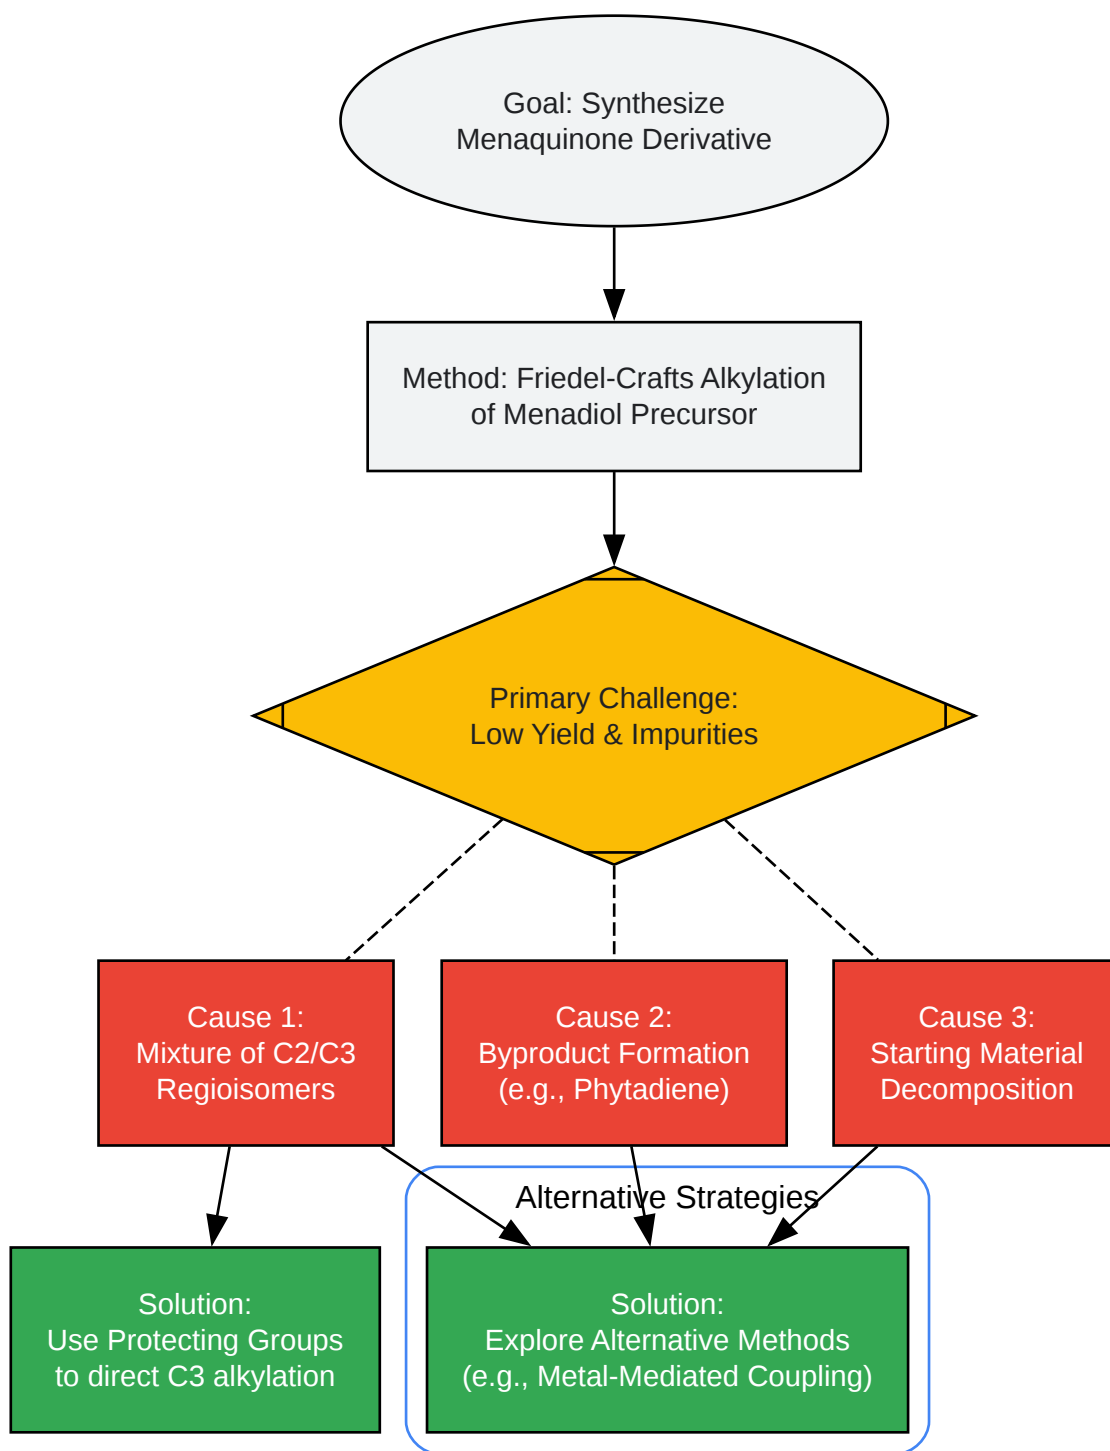 Goal: Synthesize
Menaquinone Derivative
Method: Friedel-Crafts Alkylation
of Menadiol Precursor
Primary Challenge:
Low Yield & Impurities
Cause 1:
Mixture of C2/C3
Regioisomers
Cause 2:
Byproduct Formation
(e.g., Phytadiene)
Cause 3:
Starting Material
Decomposition
Alternative Strategies
Solution:
Use Protecting Groups
to direct C3 alkylation
Solution:
Explore Alternative Methods
(e.g., Metal-Mediated Coupling)